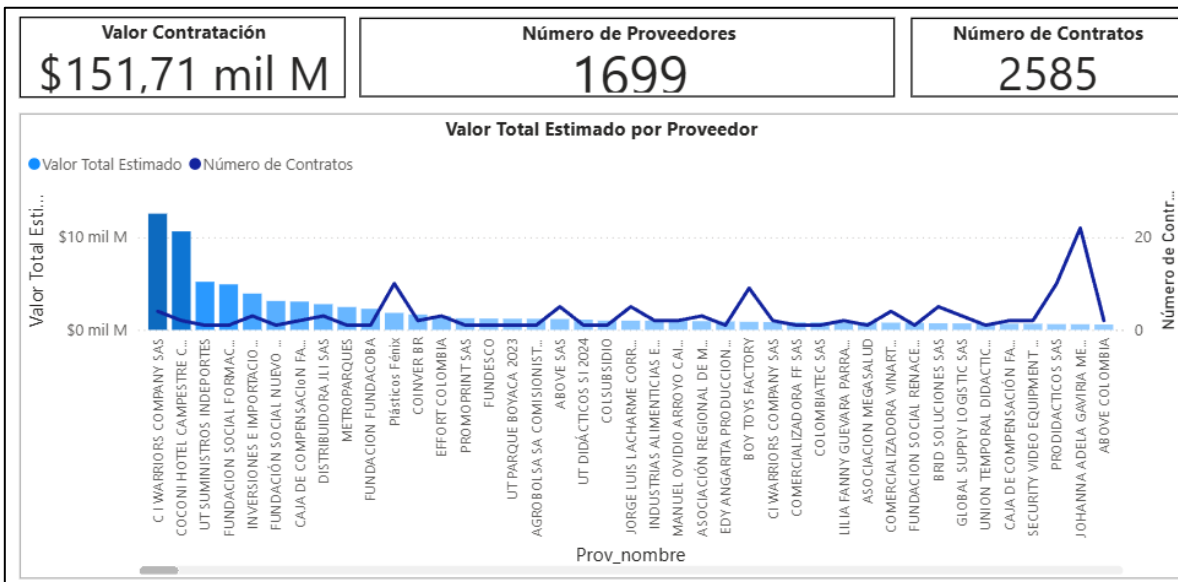 Valor Contratación
$151,71 mil M
Número de Proveedores
1699
Número de Contratos
2585
Valor Total Estimado por Proveedor
Valor Total Estimado
Número de Contratos
Valor Total Esti...
$10 mil M
$0 mil M
20
0
Número de Contr...
CI WARRIORS COMPANY SAS
COCONI HOTEL CAMPESTRE C...
UT SUMINISTROS INDEPORTES
FUNDACION SOCIAL FORMAC...
INVERSIONES E IMPORTACIO...
FUNDACIÓN SOCIAL NUEVO ...
CAJA DE COMPENSACIóN FA...
DISTRIBUIDORA JLI SAS
METROPARQUES
FUNDACION FUNDACOBA
Plásticos Fénix
COINVER BR
EFFORT COLOMBIA
PROMOPRINT SAS
FUNDESCO
UT PARQUE BOYACA 2023
AGROBOLSA SA COMISIONIST...
ABOVE SAS
UT DIDÁCTICOS SI 2024
COLSUBSIDIO
JORGE LUIS LACHARME CORR...
INDUSTRIAS ALIMENTICIAS E...
MANUEL OVIDIO ARROYO CAI...
ASOCIACIÓN REGIONAL DE M...
EDY ANGARITA PRODUCCION...
BOY TOYS FACTORY
CI WARRIORS COMPANY SAS
COMERCIALIZADORA FF SAS
COLOMBIATEC SAS
LILIA FANNY GUEVARA PARRA...
ASOCIACION MEGASALUD
COMERCIALIZADORA VINART...
FUNDACION SOCIAL RENACE...
BRID SOLUCIONES SAS
GLOBAL SUPPLY LOGISTIC SAS
UNION TEMPORAL DIDACTIC...
CAJA DE COMPENSACIÓN FA...
SECURITY VIDEO EQUIPMENT ...
PRODIDACTICOS SAS
JOHANNA ADELA GAVIRIA ME...
ABOVE COLOMBIA
Prov_nombre